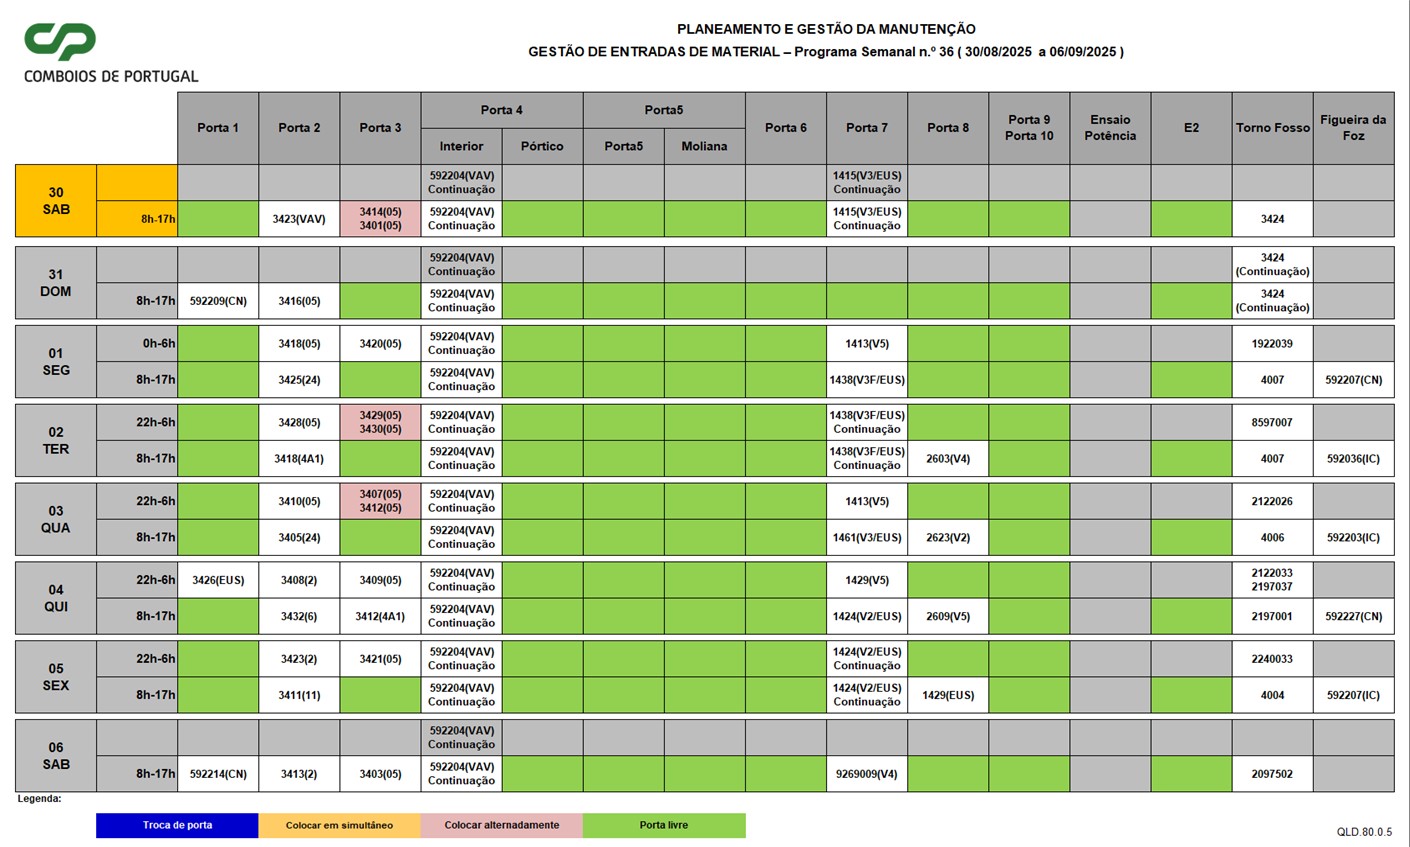 CP
COMBOIOS DE PORTUGAL
PLANEAMENTO E GESTÃO DA MANUTENÇÃO
GESTÃO DE ENTRADAS DE MATERIAL – Programa Semanal n.º 36 ( 30/08/2025 a 06/09/2025 )
Porta 1 Porta 2 Porta 3 Porta 4 Porta5 Porta 6 Porta 7 Porta 8 Porta 9 Ensaio E2 Torno Fosso Figueira da
Porta 10 Potência Foz
Interior Pórtico Porta5 Moliana
30
SAB
592204(VAV) 1415(V3/EUS)
Continuação Continuação
8h-17h 3423(VAV) 3414(05) 592204(VAV) 1415(V3/EUS) 3424
3401(05) Continuação Continuação
31
DOM
592204(VAV) 3424
Continuação (Continuação)
8h-17h 592209(CN) 3416(05) 592204(VAV) 3424
Continuação (Continuação)
01
SEG
0h-6h 3418(05) 3420(05) 592204(VAV) 1413(V5) 1922039
Continuação
8h-17h 3425(24) 592204(VAV) 1438(V3F/EUS) 4007 592207(CN)
Continuação
02
TER
22h-6h 3428(05) 3429(05) 592204(VAV) 1438(V3F/EUS) 8597007
3430(05) Continuação Continuação
8h-17h 3418(4A1) 592204(VAV) 1438(V3F/EUS) 2603(V4) 4007 592036(IC)
Continuação Continuação
03
QUA
22h-6h 3410(05) 3407(05) 592204(VAV) 1413(V5) 2122026
3412(05) Continuação
8h-17h 3405(24) 592204(VAV) 1461(V3/EUS) 2623(V2) 4006 592203(IC)
Continuação
04
QUI
22h-6h 3426(EUS) 3408(2) 3409(05) 592204(VAV) 1429(V5) 2122033
Continuação 2197037
8h-17h 3432(6) 3412(4A1) 592204(VAV) 1424(V2/EUS) 2609(V5) 2197001 592227(CN)
Continuação
05
SEX
22h-6h 3423(2) 3421(05) 592204(VAV) 1424(V2/EUS) 2240033
Continuação Continuação
8h-17h 3411(11) 592204(VAV) 1424(V2/EUS) 1429(EUS) 4004 592207(IC)
Continuação Continuação
06
SAB
592204(VAV)
Continuação
8h-17h 592214(CN) 3413(2) 3403(05) 592204(VAV) 9269009(V4) 2097502
Continuação
Legenda:
Troca de porta Colocar em simultâneo Colocar alternadamente Porta livre
QLD.80.0.5